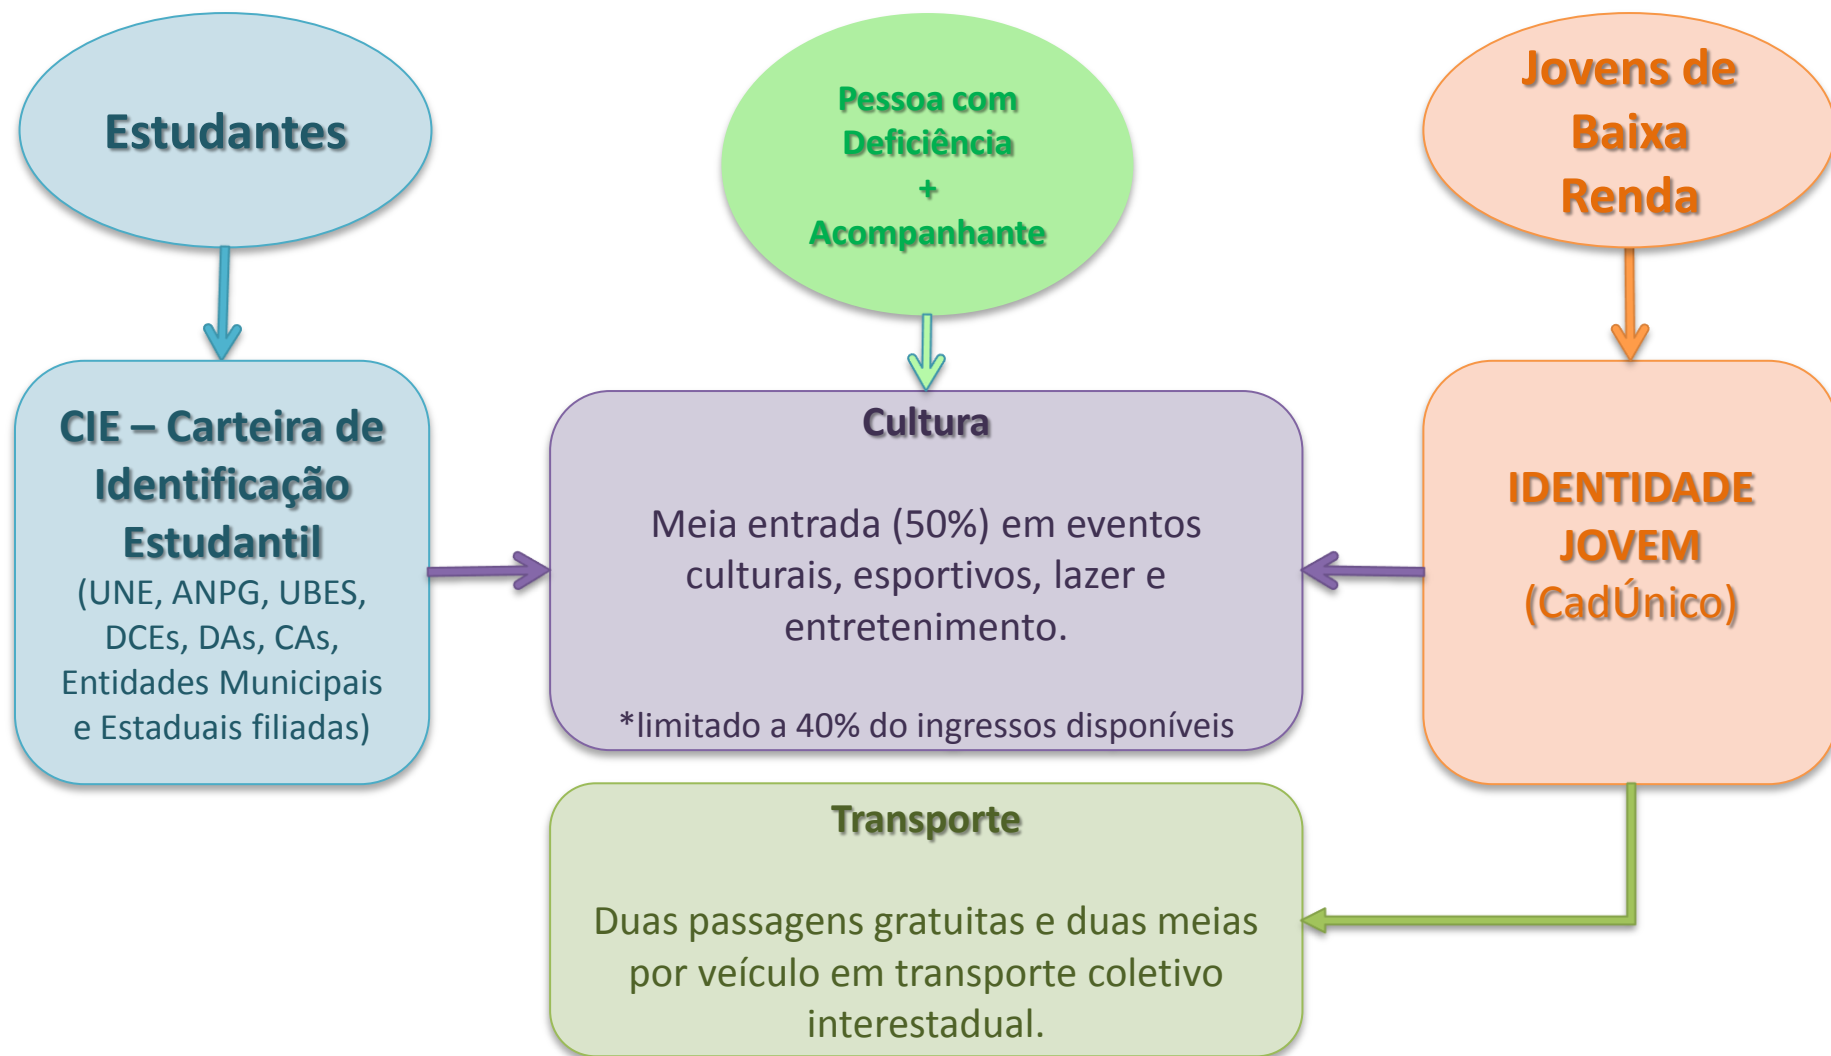 Estudantes
Pessoa com
Deficiência
+
Acompanhante
Jovens de
Baixa
Renda
CIE – Carteira de
Identificação
Estudantil
(UNE, ANPG, UBES,
DCEs, DAs, CAs,
Entidades Municipais
e Estaduais filiadas)
Cultura
Meia entrada (50%) em eventos
culturais, esportivos, lazer e
entretenimento.
*limitado a 40% do ingressos disponíveis
IDENTIDADE
JOVEM
(CadÚnico)
Transporte
Duas passagens gratuitas e duas meias
por veículo em transporte coletivo
interestadual.